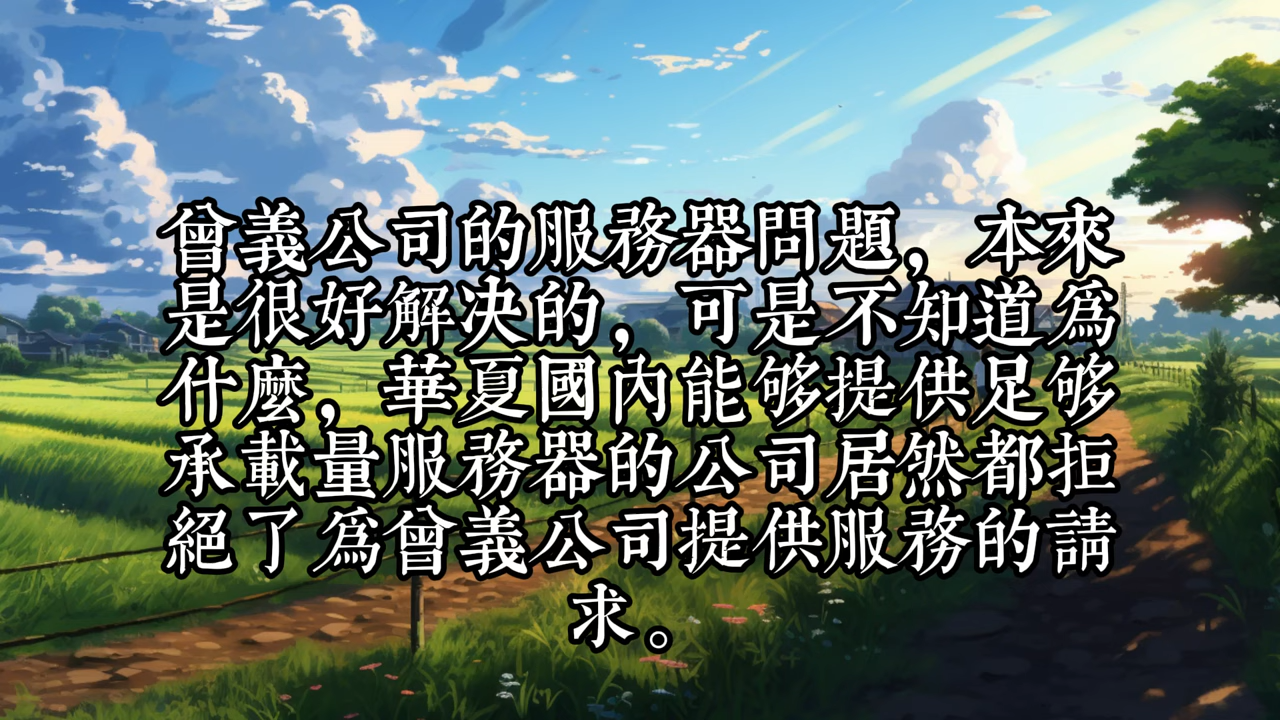 曾義公司的服務器問題，本來
是很好解决的，可是不知道爲
什麼，華夏國內能够提供足够
承載量服務器的公司居然都拒
絕了爲曾義公司提供服務的請
求。